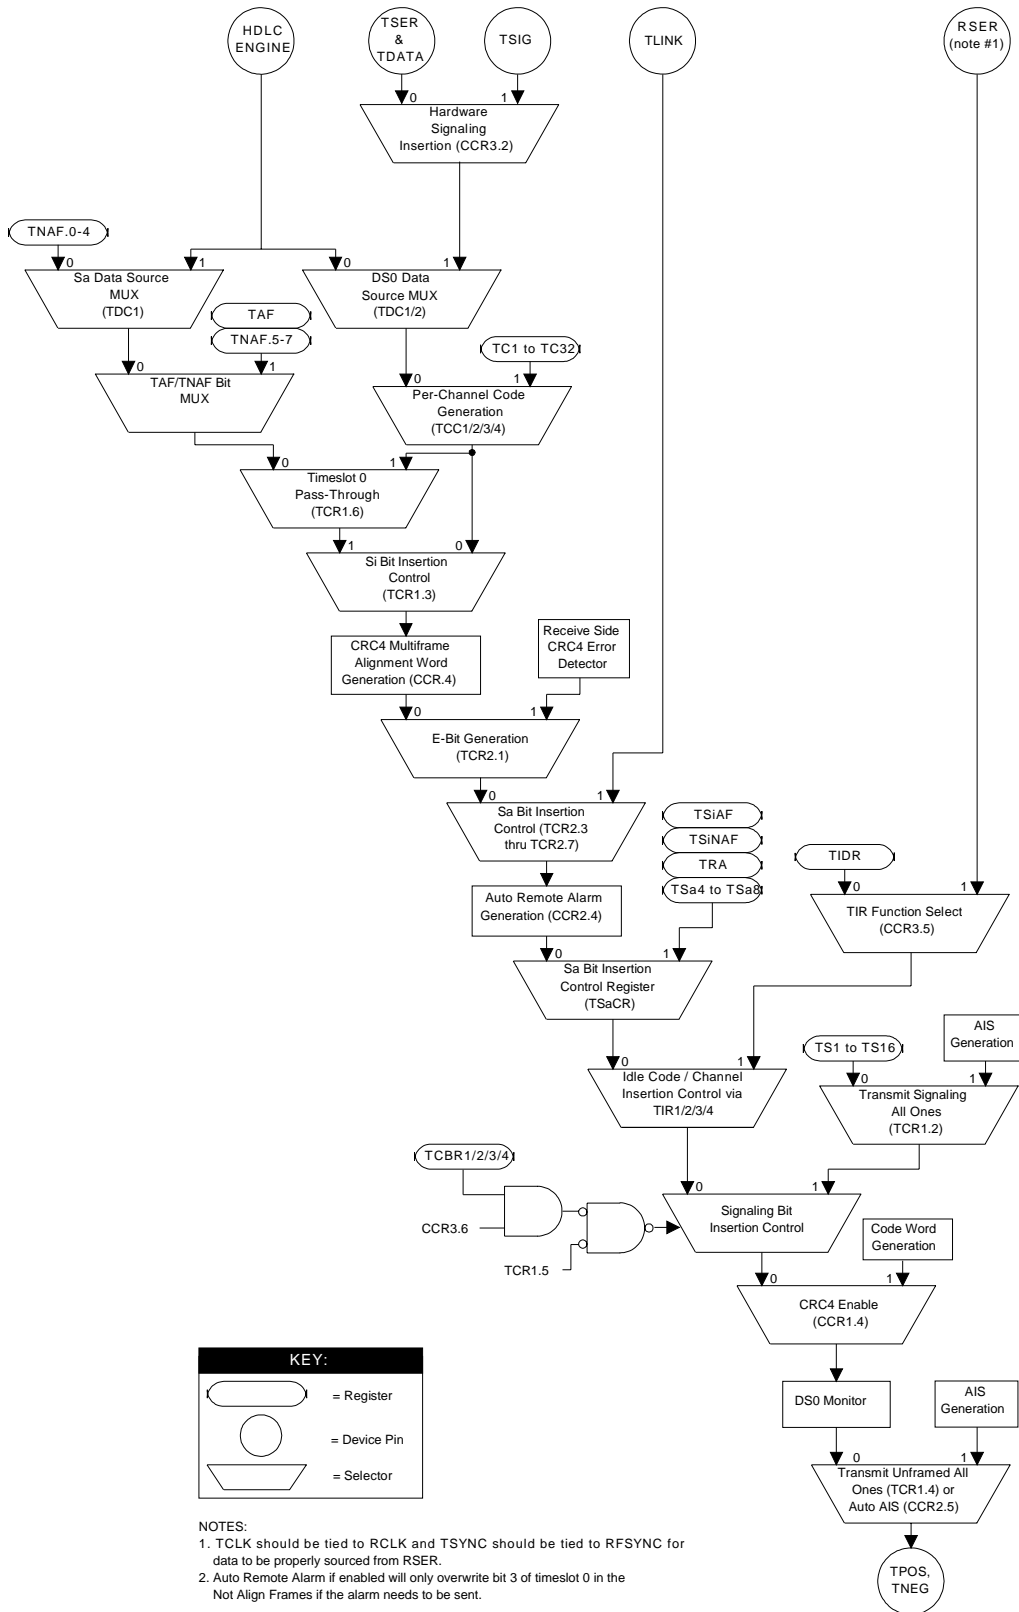 HDLC
ENGINE
TSER
&
TDATA
TSIG
TLINK
RSER
(note #1)
0
1
Hardware
Signaling
Insertion (CCR3.2)
TNAF.0-4
0
1
Sa Data Source
MUX
(TDC1)
0
1
DS0 Data
Source MUX
(TDC1/2)
TAF
TNAF.5-7
TC1 to TC32
0
1
TAF/TNAF Bit
MUX
0
1
Per-Channel Code
Generation
(TCC1/2/3/4)
0
1
Timeslot 0
Pass-Through
(TCR1.6)
1
0
Si Bit Insertion
Control
(TCR1.3)
CRC4 Multiframe
Alignment Word
Generation (CCR.4)
Receive Side
CRC4 Error
Detector
0
1
E-Bit Generation
(TCR2.1)
0
1
Sa Bit Insertion
Control (TCR2.3
thru TCR2.7)
TSiAF
TSiNAF
TRA
TSa4 to TSa8
TIDR
Auto Remote Alarm
Generation (CCR2.4)
0
1
TIR Function Select
(CCR3.5)
0
1
Sa Bit Insertion
Control Register
(TSaCR)
AIS
Generation
TS1 to TS16
0
1
Idle Code / Channel
Insertion Control via
TIR1/2/3/4
0
1
Transmit Signaling
All Ones
(TCR1.2)
TCBR1/2/3/4
CCR3.6
TCR1.5
0
1
Signaling Bit
Insertion Control
Code Word
Generation
0
1
CRC4 Enable
(CCR1.4)
DS0 Monitor
AIS
Generation
0
1
Transmit Unframed All
Ones (TCR1.4) or
Auto AIS (CCR2.5)
TPOS,
TNEG
KEY:
= Register
= Device Pin
= Selector
NOTES:
1. TCLK should be tied to RCLK and TSYNC should be tied to RFSYNC for
data to be properly sourced from RSER.
2. Auto Remote Alarm if enabled will only overwrite bit 3 of timeslot 0 in the
Not Align Frames if the alarm needs to be sent.